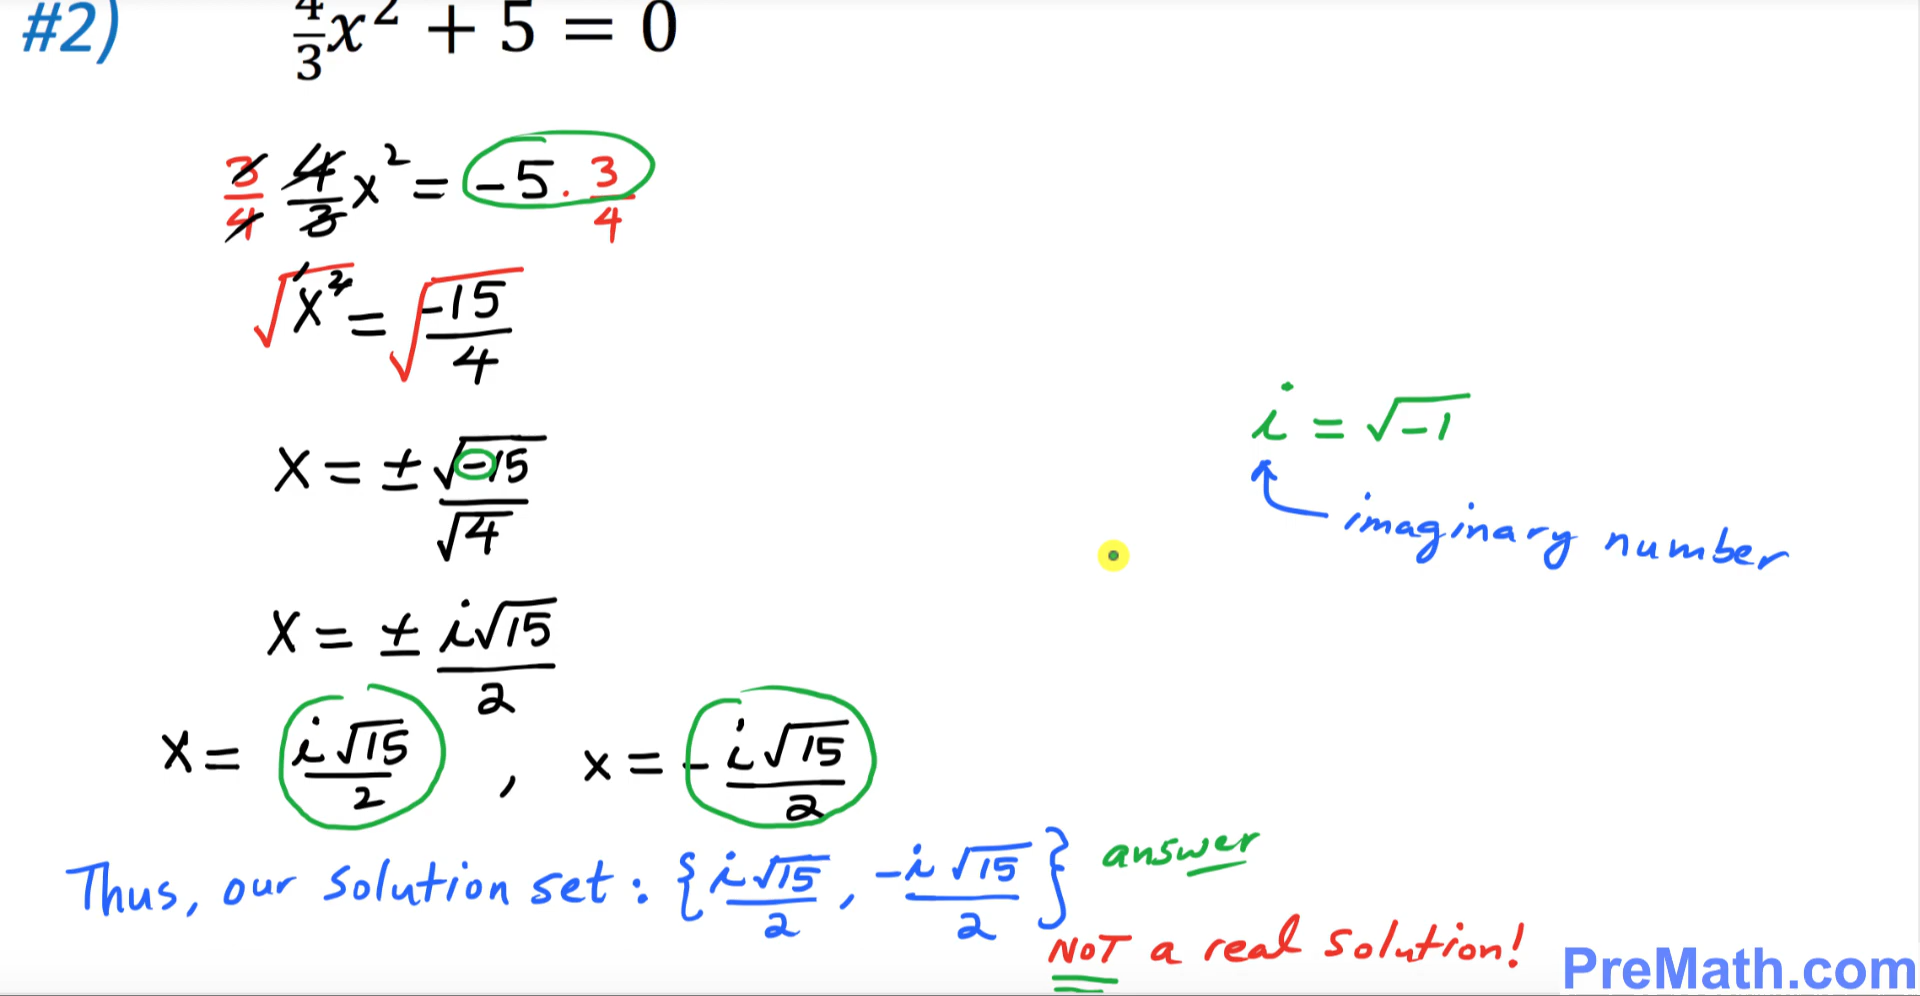 #2) 4/3 x² + 5 = 0
3/4 4/3 x² = -5 · 3/4
√x² = √-15/4
x = ± √-15/√4
i = √-1
imaginary number
x = ± i√15/2
x = i√15/2 , x = - i√15/2
Thus, our solution set : { i√15/2 , -i√15/2 } answer
NOT a real solution!
PreMath.com